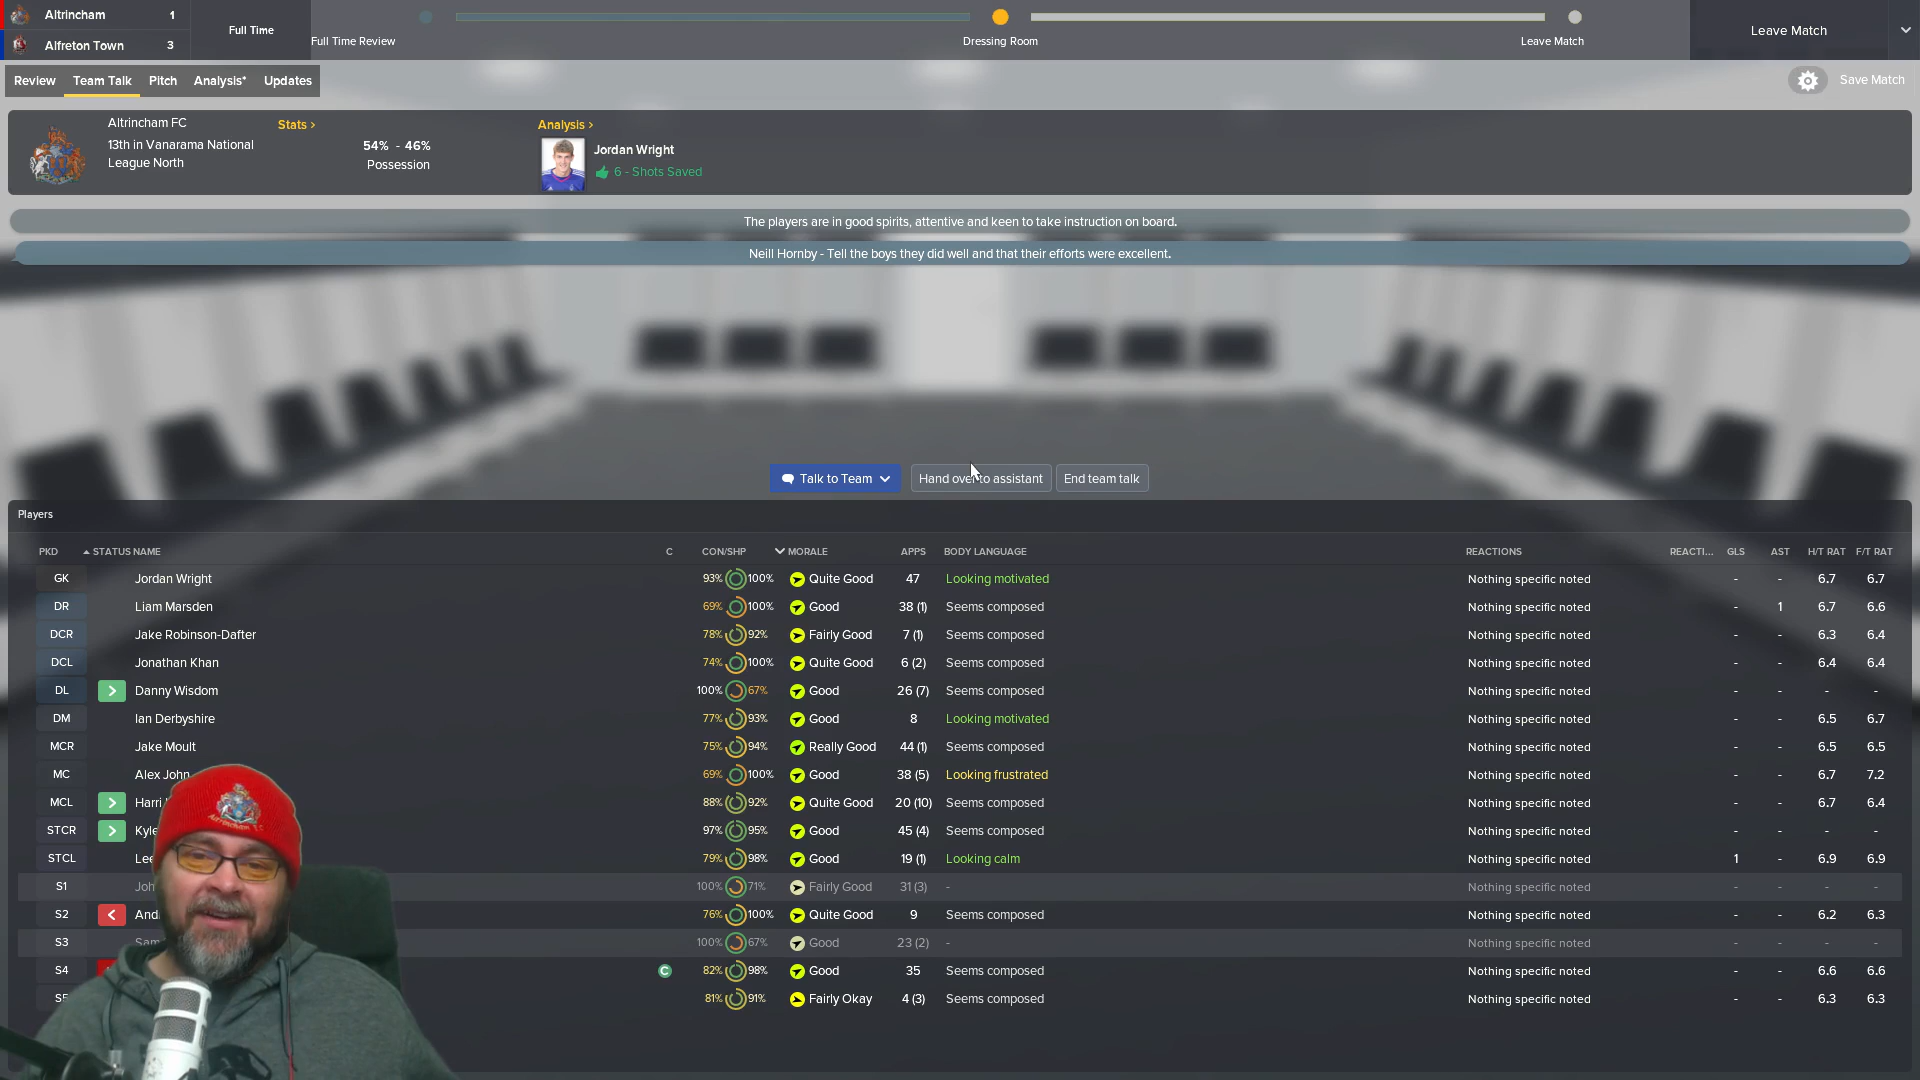 Altrincham 1
Alfreton Town 3
Full Time
Full Time Review
Dressing Room
Leave Match
Leave Match
Review Team Talk Pitch Analysis* Updates
Save Match
Altrincham FC
13th in Vanarama National
League North
Stats >
54% - 46%
Possession
Analysis >
Jordan Wright
6 - Shots Saved
The players are in good spirits, attentive and keen to take instruction on board.
Neill Hornby - Tell the boys they did well and that their efforts were excellent.
Talk to Team Hand over to assistant End team talk
Players
PKD STATUS NAME C CON/SHP MORALE APPS BODY LANGUAGE REACTIONS REACTI... GLS AST H/T RAT F/T RAT
GK Jordan Wright 93% 100% Quite Good 47 Looking motivated Nothing specific noted - - 6.7 6.7
DR Liam Marsden 69% 100% Good 38 (1) Seems composed Nothing specific noted - 1 6.7 6.6
DCR Jake Robinson-Dafter 78% 92% Fairly Good 7 (1) Seems composed Nothing specific noted - - 6.3 6.4
DCL Jonathan Khan 74% 100% Quite Good 6 (2) Seems composed Nothing specific noted - - 6.4 6.4
DL Danny Wisdom 100% 67% Good 26 (7) Seems composed Nothing specific noted - - - -
DM Ian Derbyshire 77% 93% Good 8 Looking motivated Nothing specific noted - - 6.5 6.7
MCR Jake Moult 75% 94% Really Good 44 (1) Seems composed Nothing specific noted - - 6.5 6.5
MC Alex John 69% 100% Good 38 (5) Looking frustrated Nothing specific noted - - 6.7 7.2
MCL Harri 88% 92% Quite Good 20 (10) Seems composed Nothing specific noted - - 6.7 6.4
STCR Kyle 97% 95% Good 45 (4) Seems composed Nothing specific noted - - - -
STCL Lee 79% 98% Good 19 (1) Looking calm Nothing specific noted 1 - 6.9 6.9
S1 Joh 100% 71% Fairly Good 31 (3) - Nothing specific noted - - - -
S2 And 76% 100% Quite Good 9 Seems composed Nothing specific noted - - 6.2 6.3
S3 Sam 100% 67% Good 23 (2) - Nothing specific noted - - - -
S4 C 82% 98% Good 35 Seems composed Nothing specific noted - - 6.6 6.6
S5 81% 91% Fairly Okay 4 (3) Seems composed Nothing specific noted - - 6.3 6.3
Altrincham FC